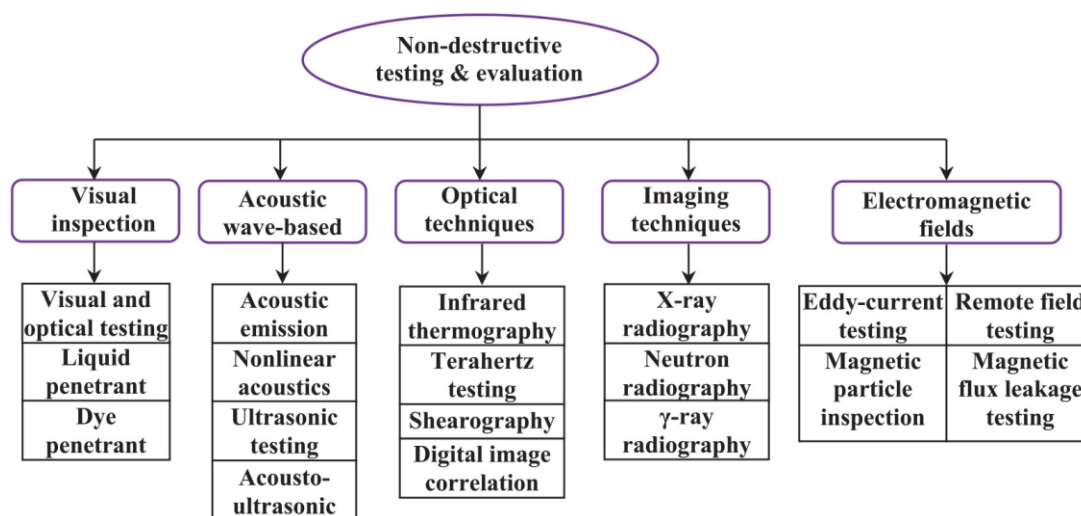 Non-destructive
testing & evaluation
Visual
inspection
Acoustic
wave-based
Optical
techniques
Imaging
techniques
Electromagnetic
fields
Visual and
optical testing
Liquid
penetrant
Dye
penetrant
Acoustic
emission
Nonlinear
acoustics
Ultrasonic
testing
Acousto-
ultrasonic
Infrared
thermography
Terahertz
testing
Shearography
Digital image
correlation
X-ray
radiography
Neutron
radiography
γ-ray
radiography
Eddy-current
testing
Remote field
testing
Magnetic
particle
inspection
Magnetic
flux leakage
testing